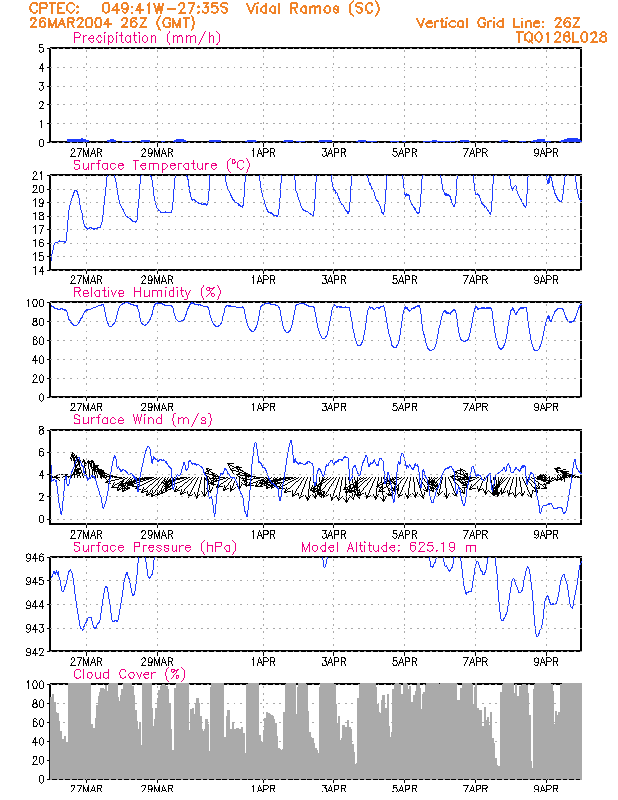 CPTEC: 049:41W-27:35S Vidal Ramos (SC)
26MAR2004 26Z (GMT) Vertical Grid Line: 26Z
Precipitation (mm/h) TQ0126L028
5
4
3
2
1
0
27MAR 29MAR 1APR 3APR 5APR 7APR 9APR
Surface Temperature (°C)
21
20
19
18
17
16
15
14
27MAR 29MAR 1APR 3APR 5APR 7APR 9APR
Relative Humidity (%)
100
80
60
40
20
0
27MAR 29MAR 1APR 3APR 5APR 7APR 9APR
Surface Wind (m/s)
8
6
4
2
0
27MAR 29MAR 1APR 3APR 5APR 7APR 9APR
Surface Pressure (hPa) Model Altitude: 625.19 m
946
945
944
943
942
27MAR 29MAR 1APR 3APR 5APR 7APR 9APR
Cloud Cover (%)
100
80
60
40
20
0
27MAR 29MAR 1APR 3APR 5APR 7APR 9APR